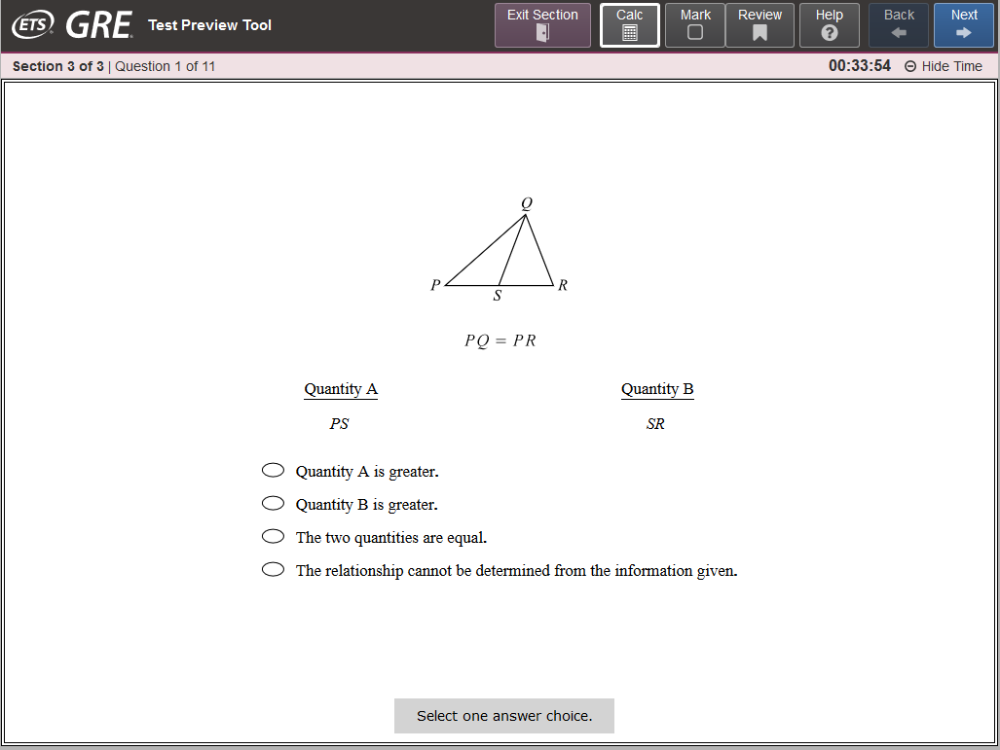 ETS GRE Test Preview Tool Exit Section Calc Mark Review Help Back Next
Section 3 of 3 | Question 1 of 11 00:33:54 Hide Time
Q
P S R
PQ = PR
Quantity A Quantity B
PS SR
Quantity A is greater.
Quantity B is greater.
The two quantities are equal.
The relationship cannot be determined from the information given.
Select one answer choice.